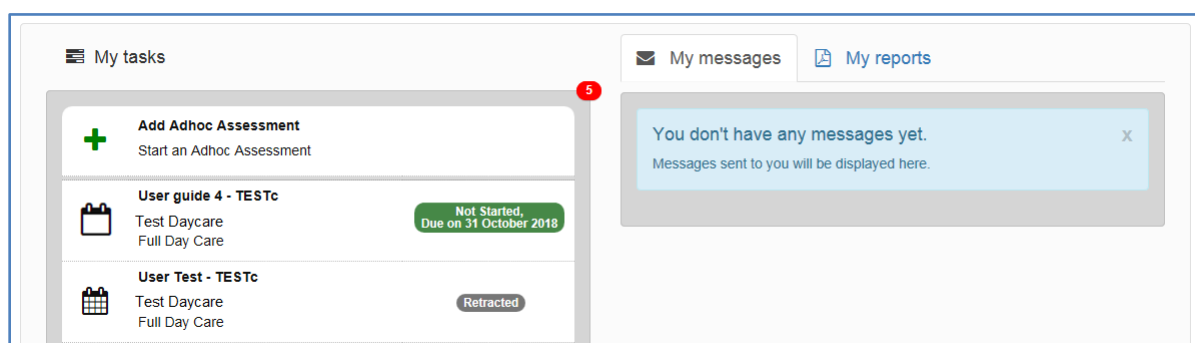 My tasks
5
Add Adhoc Assessment
Start an Adhoc Assessment
User guide 4 - TESTc
Test Daycare
Full Day Care
Not Started,
Due on 31 October 2018
User Test - TESTc
Test Daycare
Full Day Care
Retracted
My messages
My reports
You don't have any messages yet.
x
Messages sent to you will be displayed here.